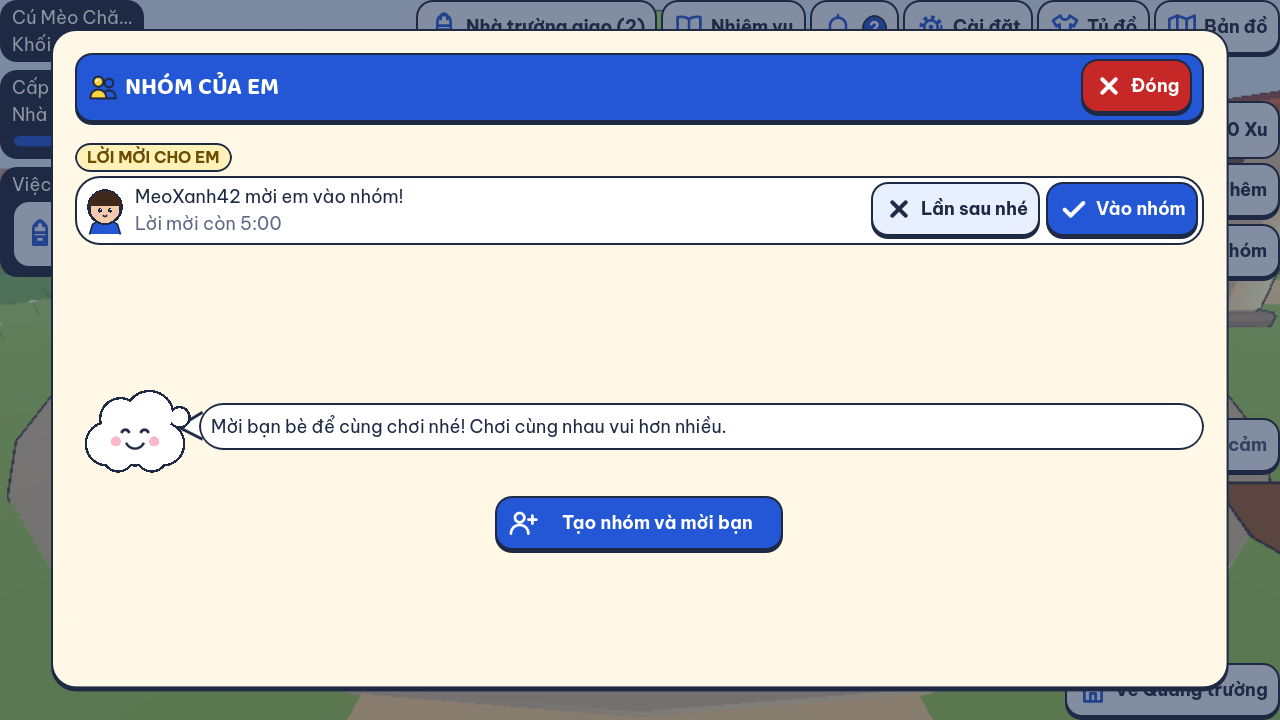 Cú Mèo Chă...
Khối
Cấp
Nhà
Việc
Nhà trường giao (2)
Nhiệm vụ
2
Cài đặt
Tủ đồ
Bản đồ
NHÓM CỦA EM
Đóng
0 Xu
LỜI MỜI CHO EM
MeoXanh42 mời em vào nhóm!
Lời mời còn 5:00
Lần sau nhé
Vào nhóm
Mời bạn bè để cùng chơi nhé! Chơi cùng nhau vui hơn nhiều.
cảm
Tạo nhóm và mời bạn
Về Quảng trường